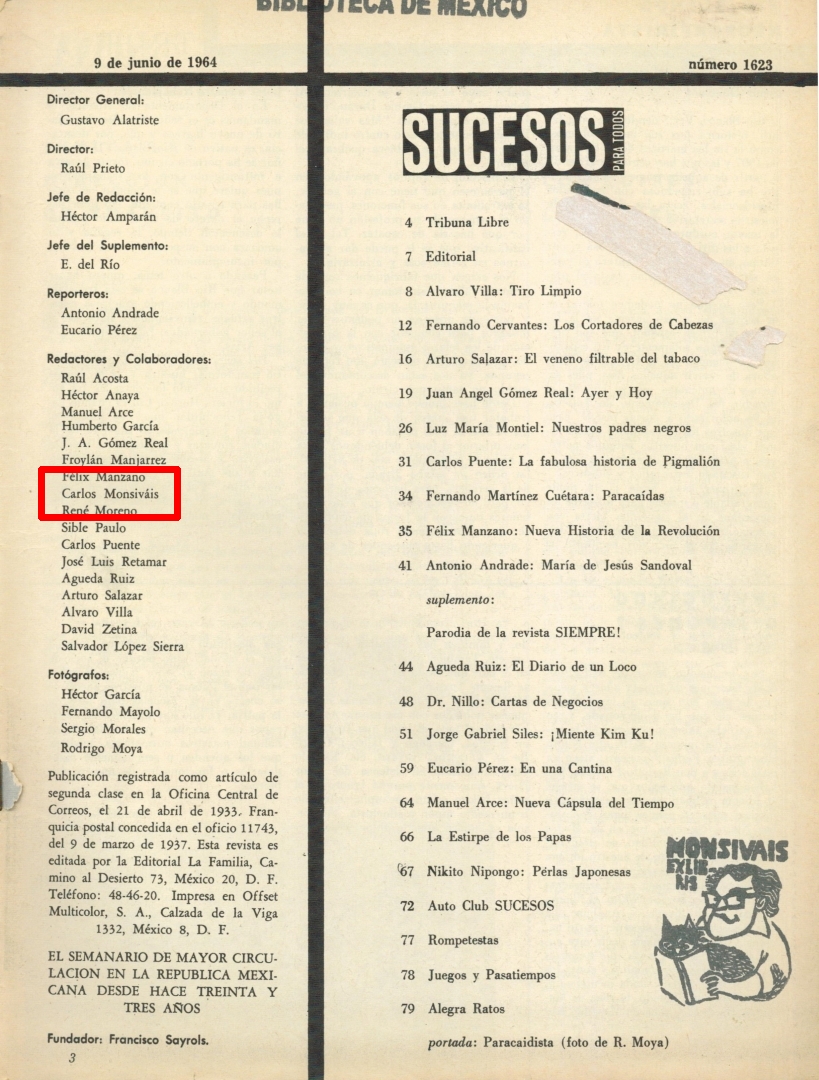 BIBLIOTECA DE MEXICO
9 de junio de 1964
número 1623
Director General:
Gustavo Alatriste
Director:
Raúl Prieto
Jefe de Redacción:
Héctor Amparán
Jefe del Suplemento:
E. del Río
Reporteros:
Antonio Andrade
Eucario Pérez
Redactores y Colaboradores:
Raúl Acosta
Héctor Anaya
Manuel Arce
Humberto García
J. A. Gómez Real
Froylán Manjarrez
Félix Manzano
Carlos Monsiváis
René Moreno
Sible Paulo
Carlos Puente
José Luis Retamar
Agueda Ruiz
Arturo Salazar
Alvaro Villa
David Zetina
Salvador López Sierra
Fotógrafos:
Héctor García
Fernando Mayolo
Sergio Morales
Rodrigo Moya
Publicación registrada como artículo de
segunda clase en la Oficina Central de
Correos, el 21 de abril de 1933. Fran-
quicia postal concedida en el oficio 11743,
del 9 de marzo de 1937. Esta revista es
editada por la Editorial La Familia, Ca-
mino al Desierto 73, México 20, D. F.
Teléfono: 48-46-20. Impresa en Offset
Multicolor, S. A., Calzada de la Viga
1332, México 8, D. F.
EL SEMANARIO DE MAYOR CIRCU-
LACION EN LA REPUBLICA MEXI-
CANA DESDE HACE TREINTA Y
TRES AÑOS
Fundador: Francisco Sayrols.
3
SUCESOS PARA TODOS
4 Tribuna Libre
7 Editorial
8 Alvaro Villa: Tiro Limpio
12 Fernando Cervantes: Los Cortadores de Cabezas
16 Arturo Salazar: El veneno filtrable del tabaco
19 Juan Angel Gómez Real: Ayer y Hoy
26 Luz María Montiel: Nuestros padres negros
31 Carlos Puente: La fabulosa historia de Pigmalión
34 Fernando Martínez Cuétara: Paracaídas
35 Félix Manzano: Nueva Historia de la Revolución
41 Antonio Andrade: María de Jesús Sandoval
suplemento:
Parodia de la revista SIEMPRE!
44 Agueda Ruiz: El Diario de un Loco
48 Dr. Nillo: Cartas de Negocios
51 Jorge Gabriel Siles: ¡Miente Kim Ku!
59 Eucario Pérez: En una Cantina
64 Manuel Arce: Nueva Cápsula del Tiempo
66 La Estirpe de los Papas
67 Nikito Nipongo: Perlas Japonesas
72 Auto Club SUCESOS
77 Rompetestas
78 Juegos y Pasatiempos
79 Alegra Ratos
portada: Paracaidista (foto de R. Moya)
MONSIVAIS
EXLIB
RIS